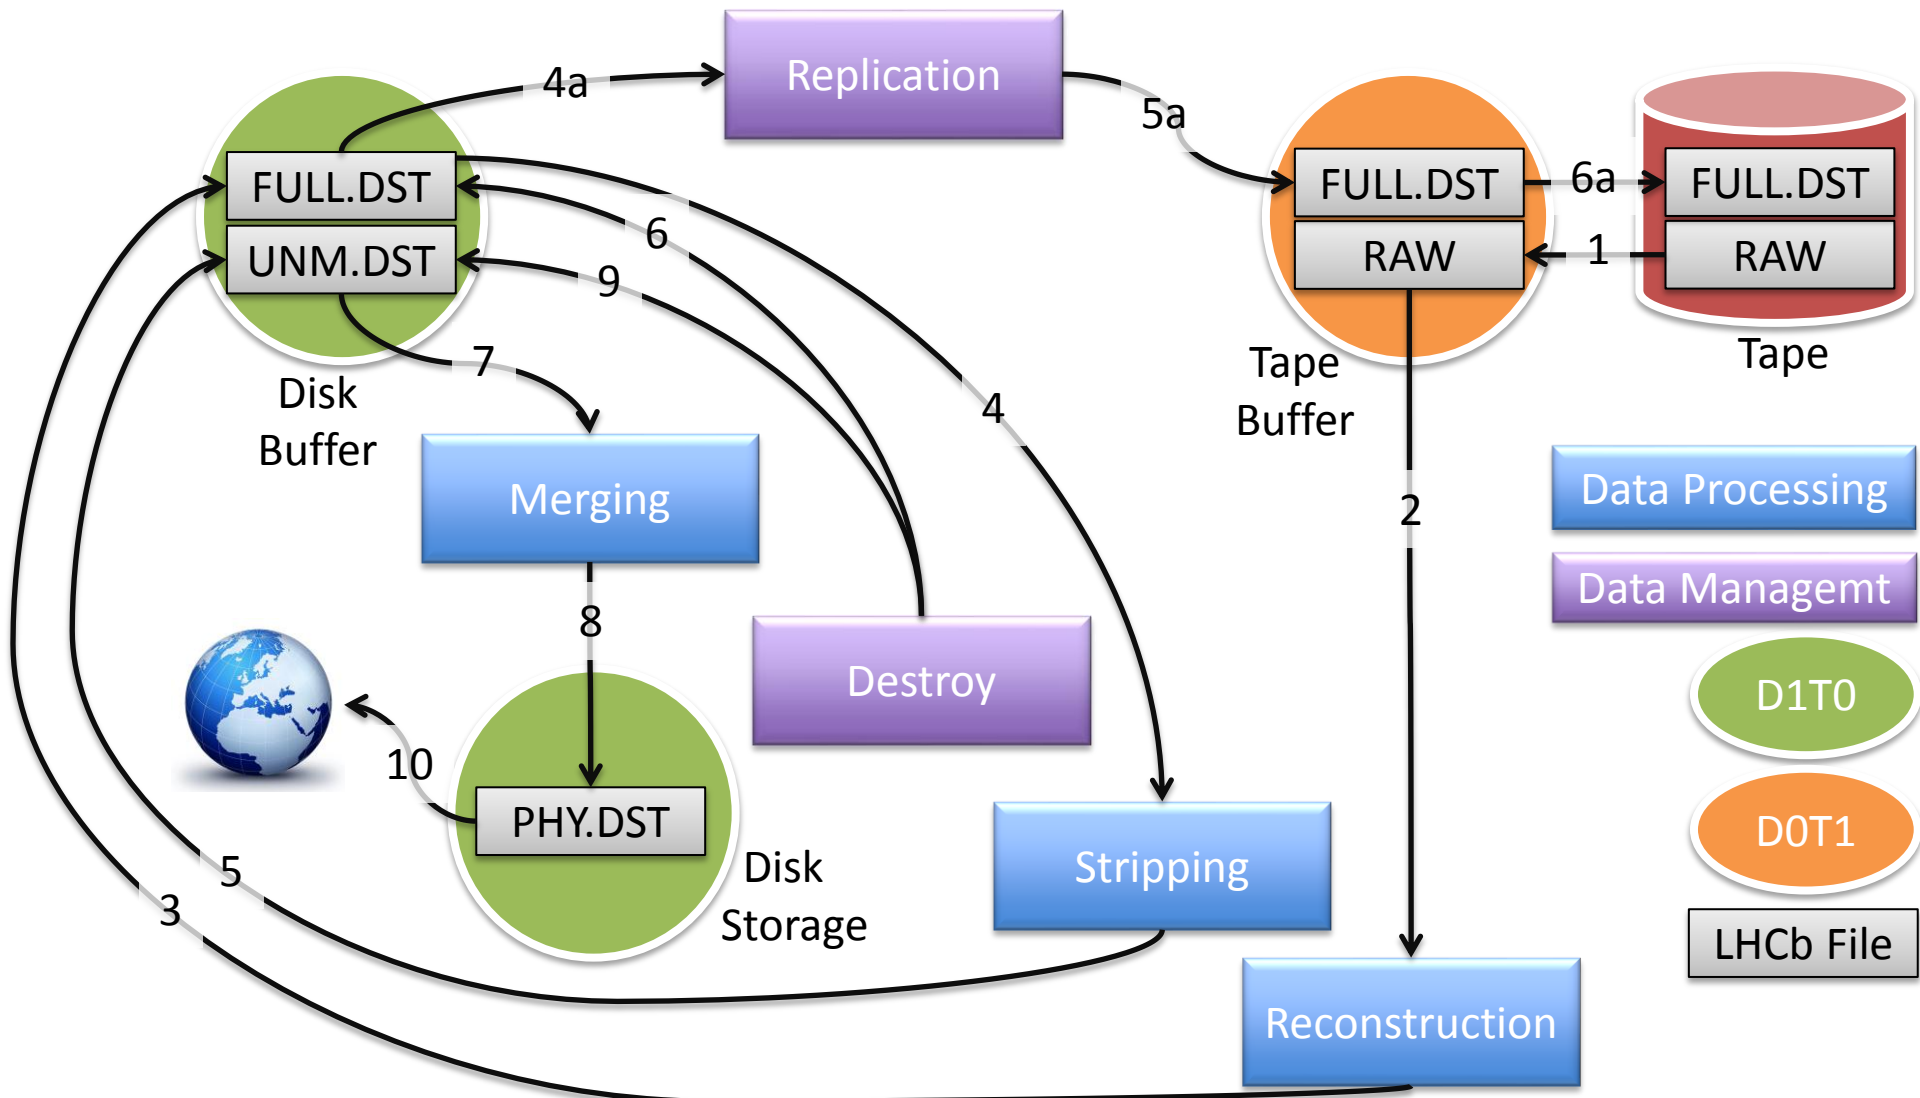 Replication
4a
5a
FULL.DST
UNM.DST
FULL.DST
6a
FULL.DST
RAW
1
RAW
6
9
7
Disk
Buffer
4
Tape
Buffer
Tape
Merging
2
Data Processing
Data Managemt
8
Destroy
D1T0
10
PHY.DST
Disk
Storage
5
3
Stripping
D0T1
LHCb File
Reconstruction